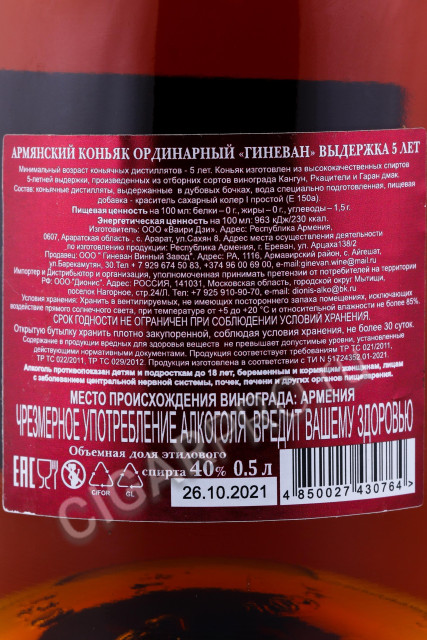 АРМЯНСКИЙ КОНЬЯК ОРДИНАРНЫЙ «ГИНЕВАН» ВЫДЕРЖКА 5 ЛЕТ
Минимальный возраст коньячных дистиллятов - 5 лет. Коньяк изготовлен из высококачественных спиртов
5-летней выдержки, произведенных из отборных сортов винограда Кангун, Ркацители и Гаран дмак.
Состав: коньячные дистилляты, выдержанные в дубовых бочках, вода специально подготовленная, пищевая
добавка - краситель сахарный колер I простой (Е 150а).
Пищевая ценность на 100 мл: белки – 0 г., жиры – 0 г., углеводы – 1,5 г.
Энергетическая ценность на 100 мл: 963 кДж/230 ккал.
Изготовитель: ООО «Ваири Дзи». Адрес: Республика Армения,
0607, Араратская область , с. Арарат, ул.Сахяя 8. Адрес места осуществления деятельности
по изготовлению продукции: Республика Армения, г. Ереван, ул. Арцаха138/2
Продавец: ООО " Гиневан Винный Завод". Адрес: РА, 1116, Армавирский район, с. Айгешат,
ул.Берекамутян, 30 Тел + 7 929 674 50 83, +374 96 00 69 00, e-mail: ginevan.wine@mail.ru
Импортер и Дистрибьютор и организация, уполномоченная принимать претензии от потребителей на территории
РФ: ООО "Дионис". Адрес: РОССИЯ, 141031, Московская область, городской округ Мытищи,
поселок Нагорное, стр.24/Л. Тел: +7 925 910-90-70, e-mail: dionis-ako@bk.ru
Условия хранения: Хранить в вентилируемых, не имеющих постороннего запаха помещениях, исключающих
воздействие прямого солнечного света, при температуре от +5 до +20 °С и относительной влажности не более 85%.
СРОК ГОДНОСТИ НЕ ОГРАНИЧЕН ПРИ СОБЛЮДЕНИИ УСЛОВИЙ ХРАНЕНИЯ.
Открытую бутылку хранить плотно закупоренной, соблюдая условия хранения, не более 30 суток.
Содержание в продукции вредных для здоровья веществ не превышает допустимые уровни, установленные
действующими нормативными документами. Продукция соответствует требованиям ТР ТС 021/2011,
ТР ТС 022/2011, ТР ТС 029/2012 Продукция изготовлена в соответствии с ТИ N 51724352.01-2021.
Алкоголь противопоказан детям и подросткам до 18 лет, беременным и кормящим женщинам, лицам
с заболеваниями центральной нервной системы, почек, печени и других органов пищеварения.
МЕСТО ПРОИСХОЖДЕНИЯ ВИНОГРАДА: АРМЕНИЯ
ЧРЕЗМЕРНОЕ УПОТРЕБЛЕНИЕ АЛКОГОЛЯ ВРЕДИТ ВАШЕМУ ЗДОРОВЬЮ
Объемная доля этилового
спирта 40% 0.5 л
EAC
C/FOR
GL
26.10.2021
4 850027 430764 >